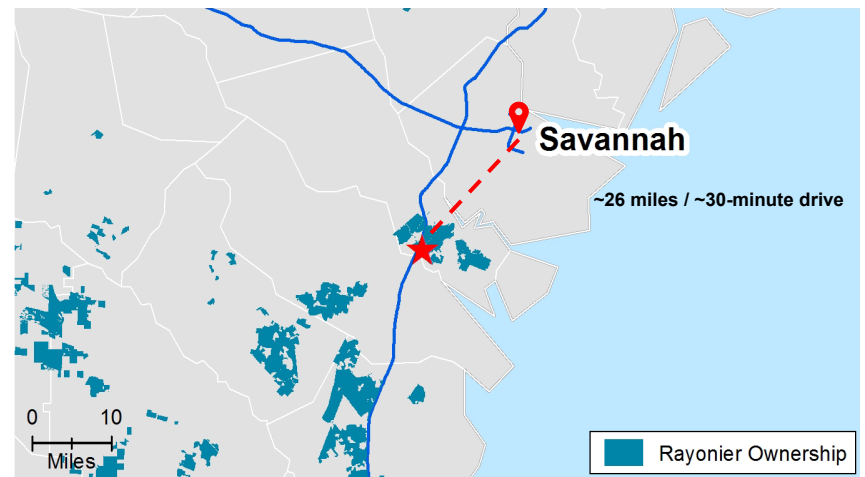 Savannah
~26 miles / ~30-minute drive
0 10
Miles
Rayonier Ownership